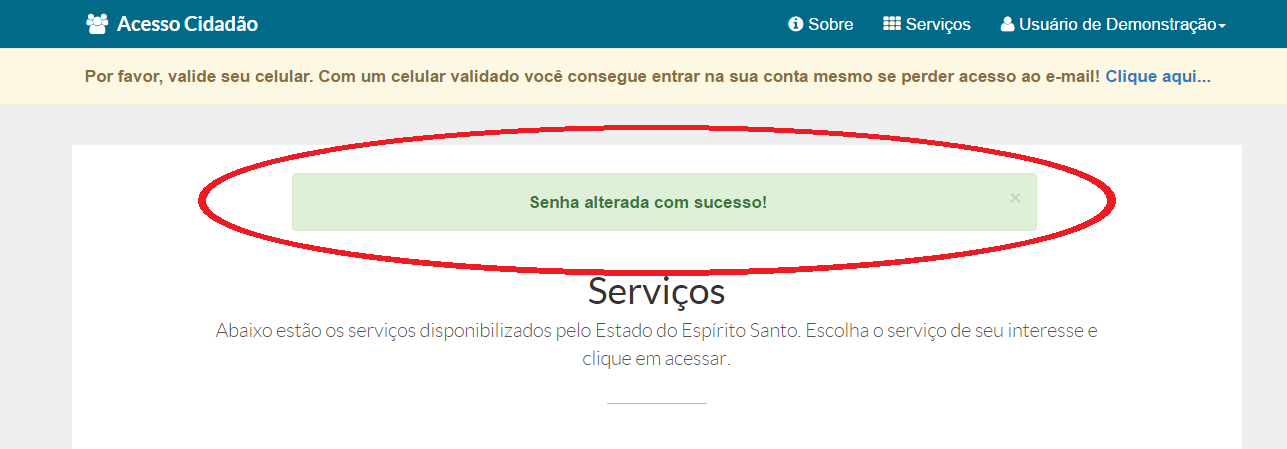 Acesso Cidadão
Sobre
Serviços
Usuário de Demonstração
Por favor, valide seu celular. Com um celular validado você consegue entrar na sua conta mesmo se perder acesso ao e-mail! Clique aqui...
Senha alterada com sucesso!
×
Serviços
Abaixo estão os serviços disponibilizados pelo Estado do Espírito Santo. Escolha o serviço de seu interesse e
clique em acessar.